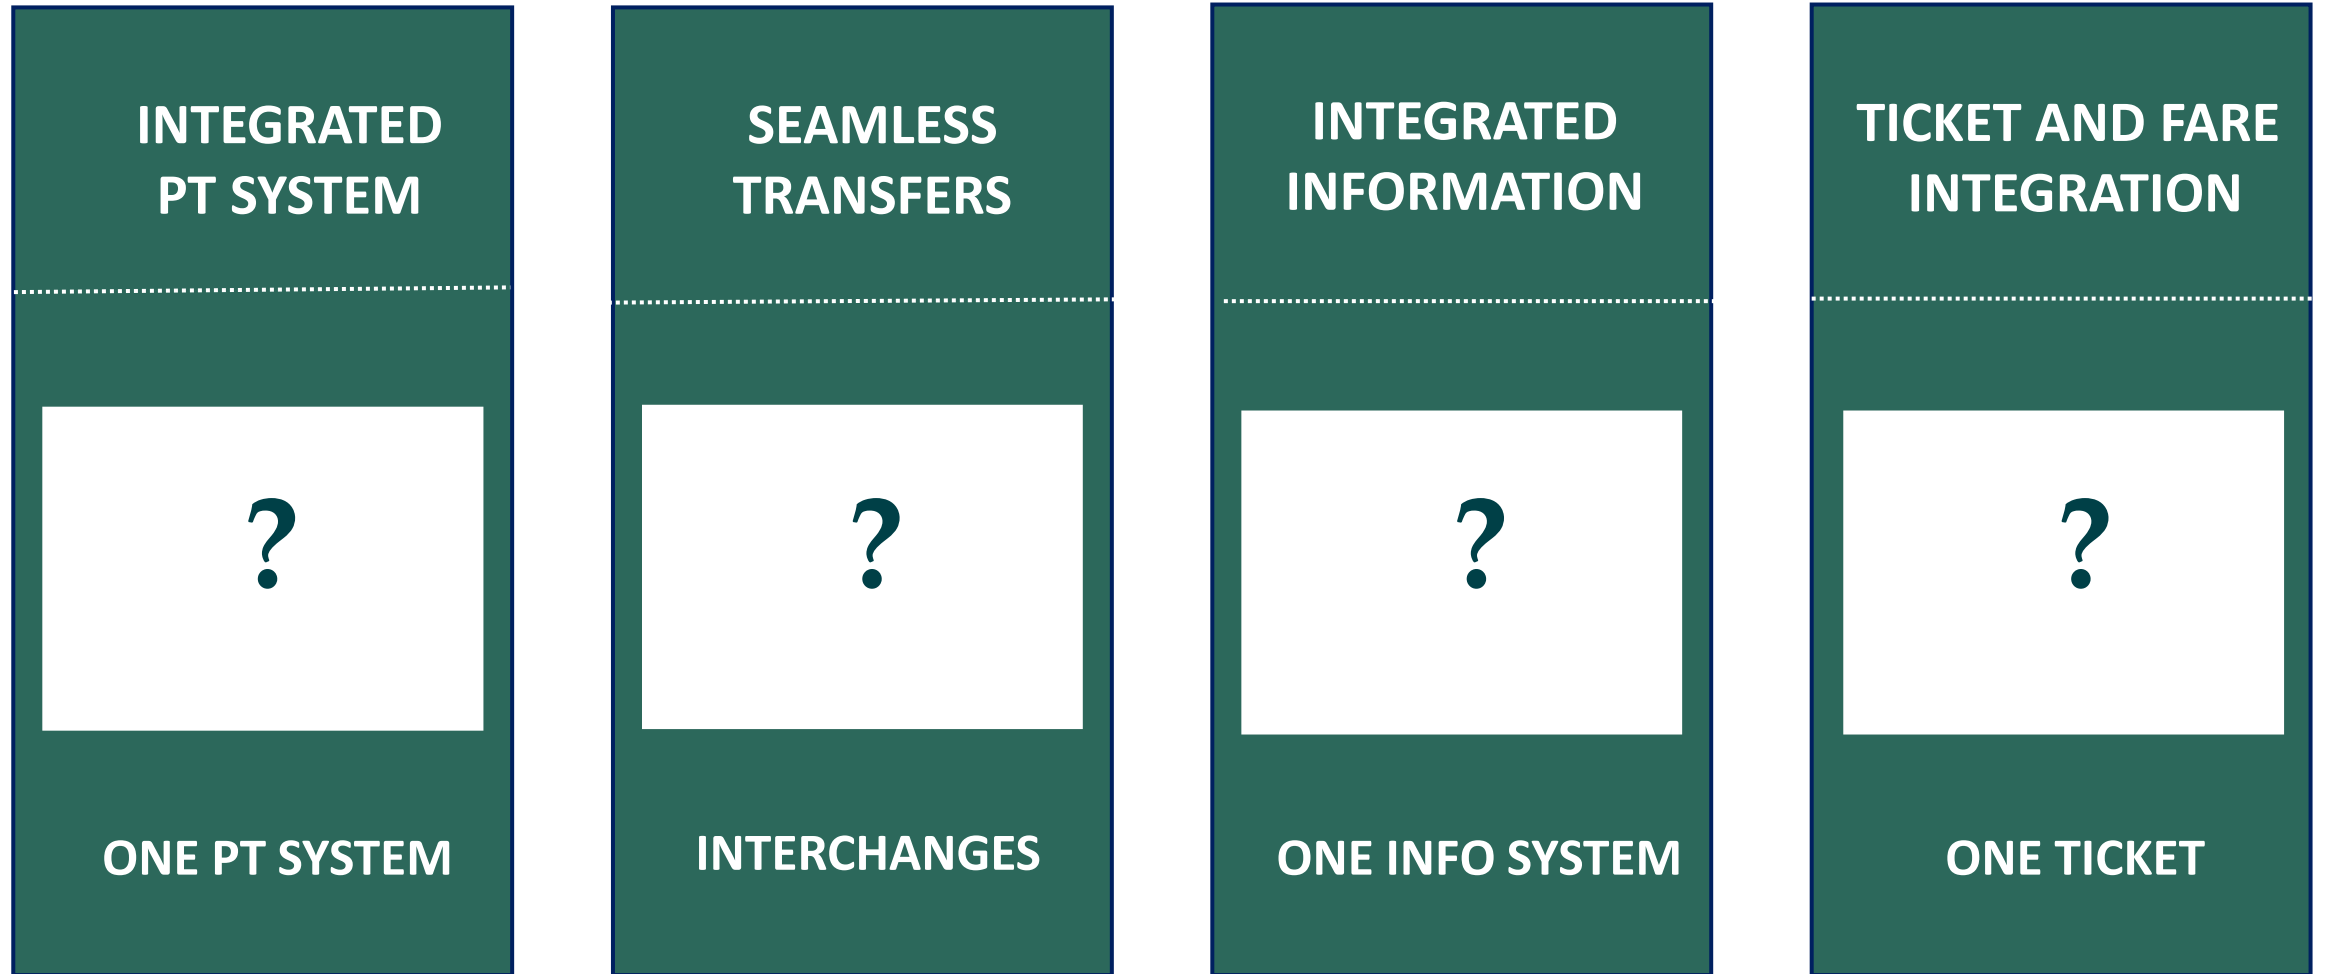 INTEGRATED
PT SYSTEM
?
ONE PT SYSTEM
SEAMLESS
TRANSFERS
?
INTERCHANGES
INTEGRATED
INFORMATION
?
ONE INFO SYSTEM
TICKET AND FARE
INTEGRATION
?
ONE TICKET